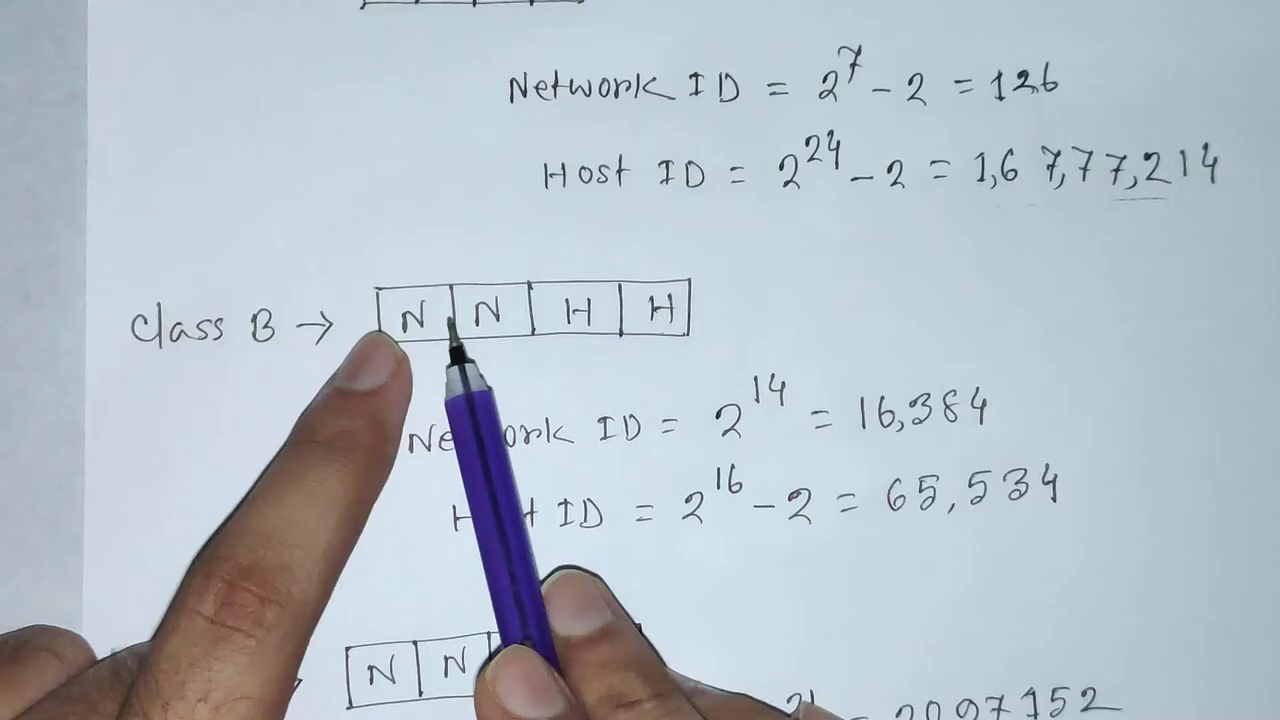 Network ID = 2^7 - 2 = 126
Host ID = 2^24 - 2 = 1,67,77,214
Class B → N N H H
ID = 2^14 = 16,384
ID = 2^16 - 2 = 65,534
N N
2097152